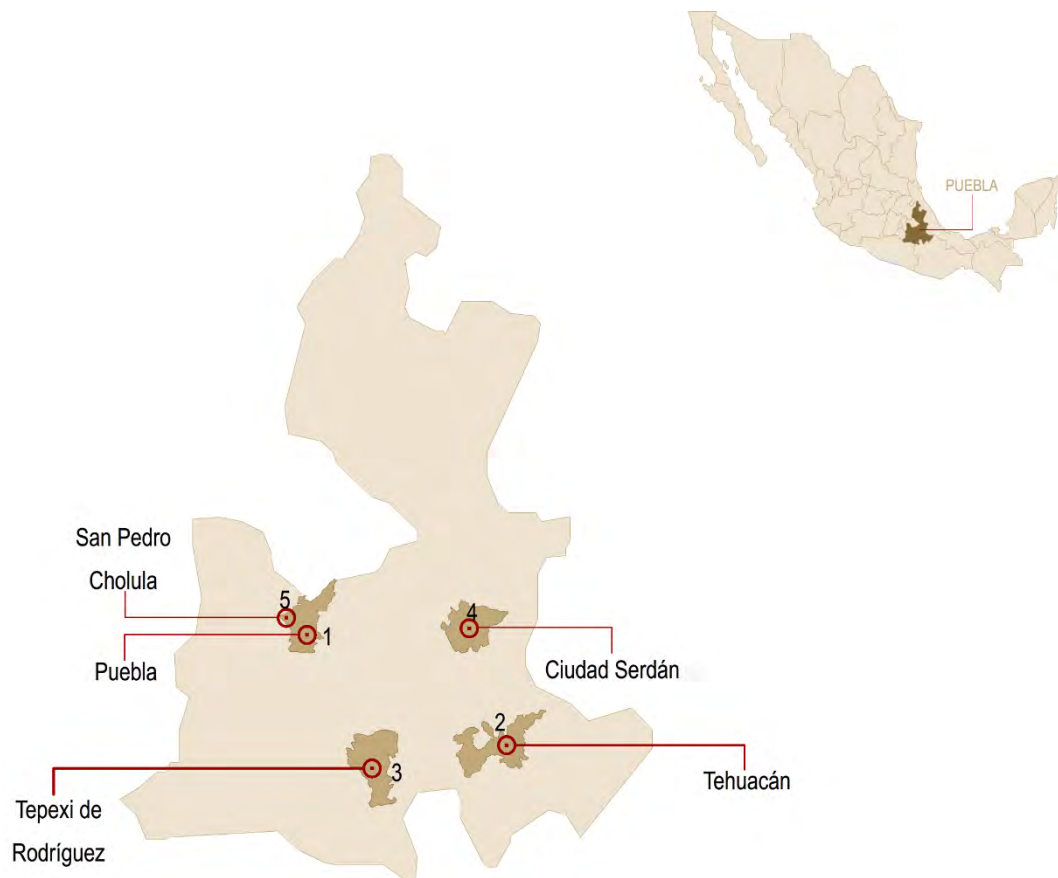 PUEBLA
San Pedro
Cholula
5
1
Puebla
4
Ciudad Serdán
2
Tehuacán
3
Tepexi de
Rodríguez